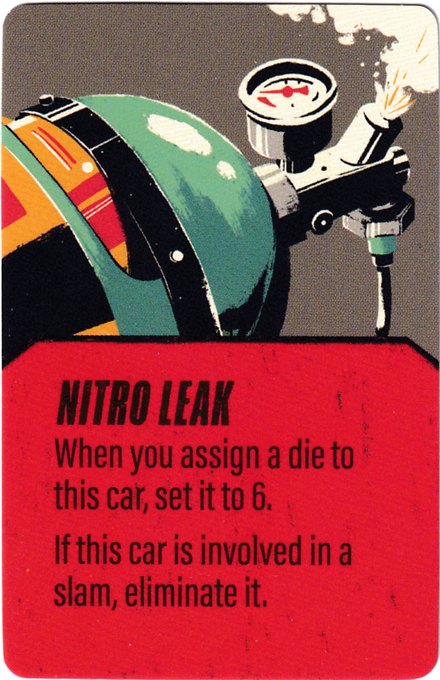 NITRO LEAK
When you assign a die to
this car, set it to 6.
If this car is involved in a
slam, eliminate it.